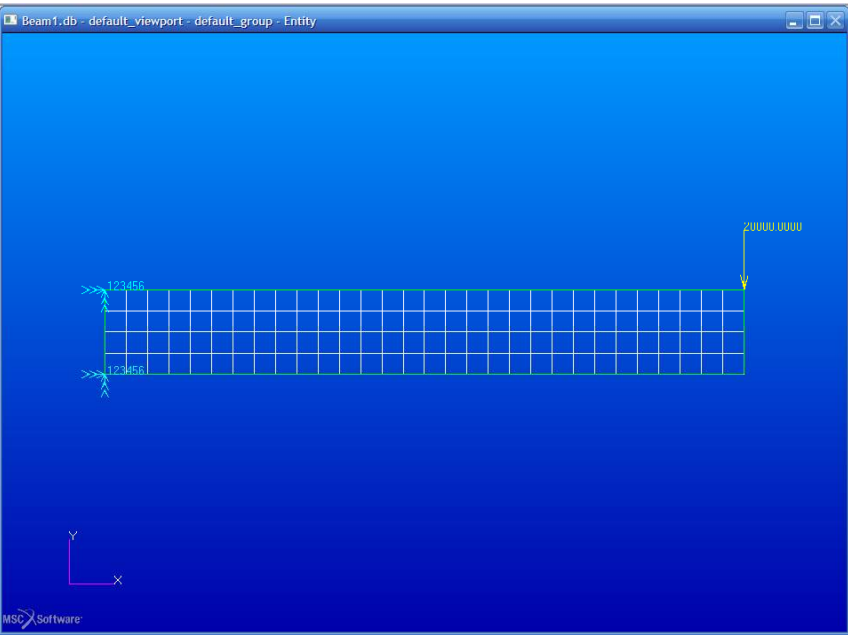 Beam1.db - default_viewport - default_group - Entity
20000.0000
123456
123456
Y
X
MSC Software